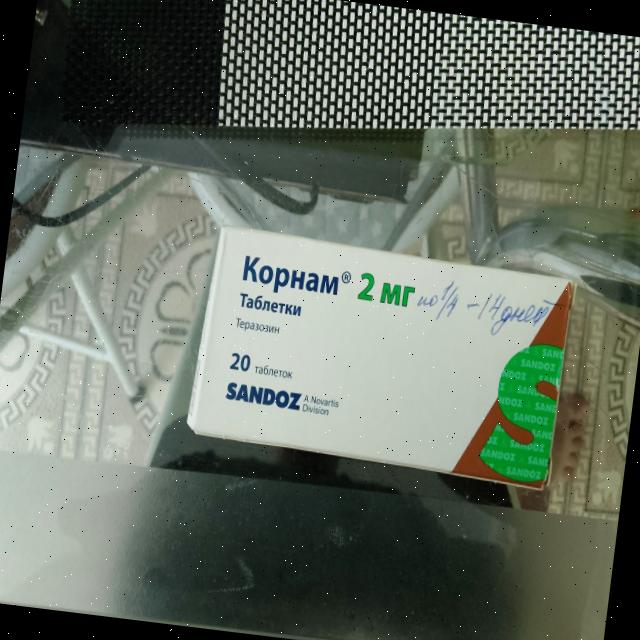 Корнам® 2 мг по 1/4 - 14 дней
Таблетки
Теразозин
20 таблеток
SANDOZ A Novartis
Division